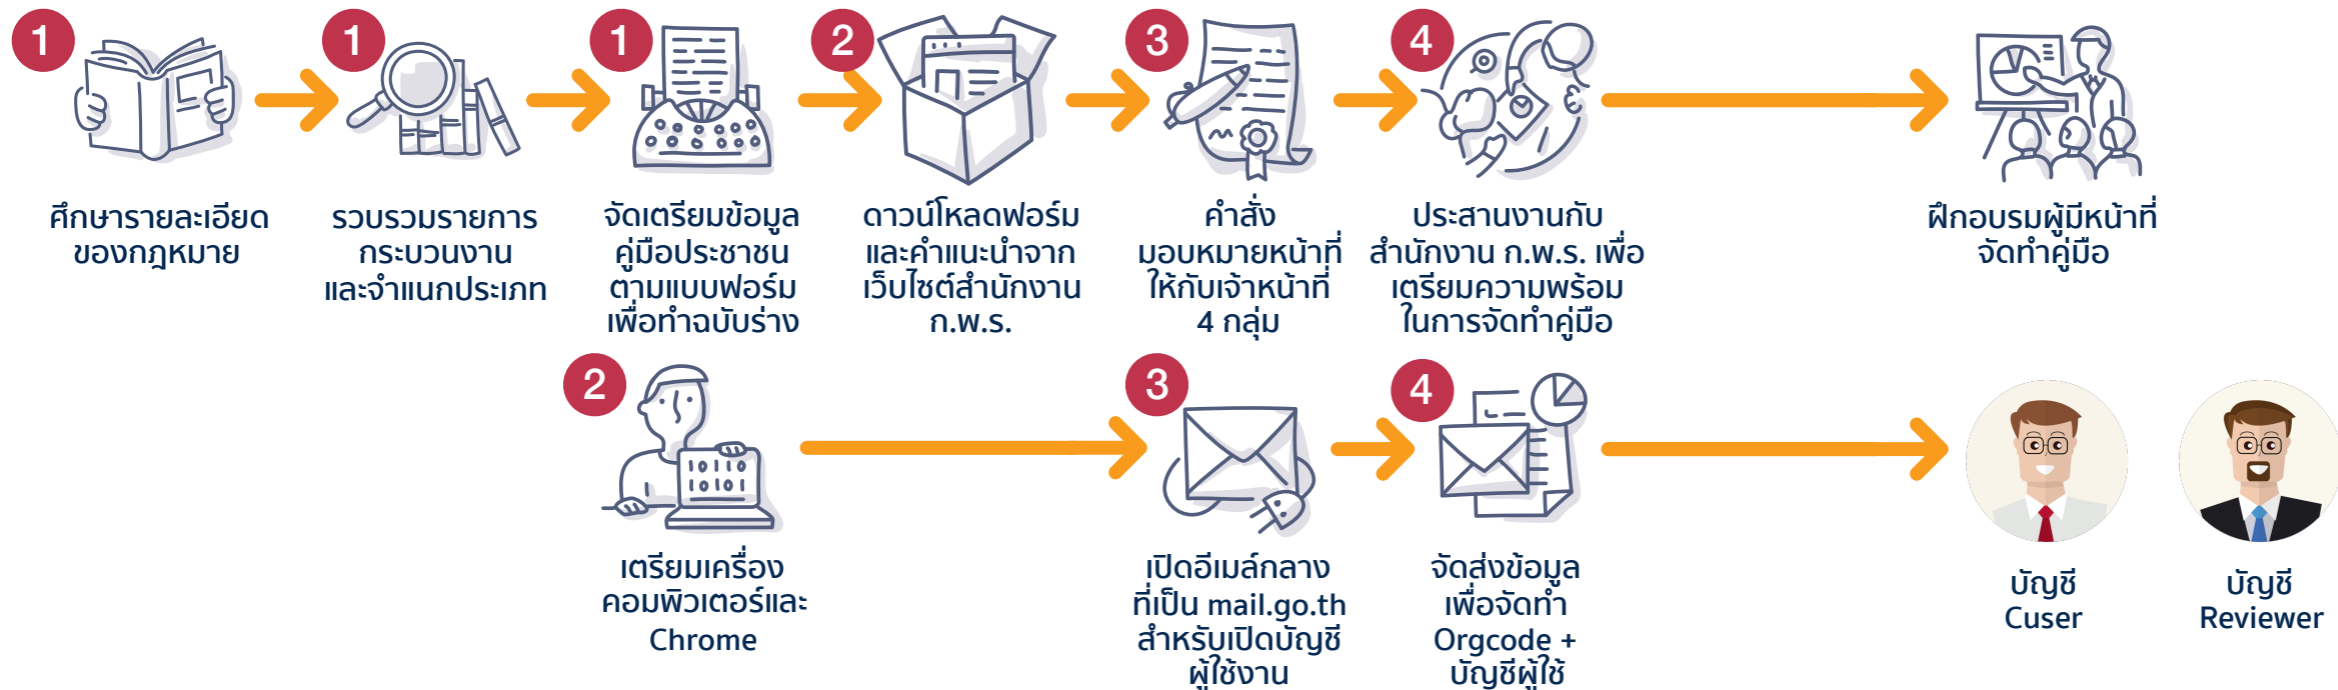 1
ศึกษารายละเอียด
ของกฎหมาย
1
รวบรวมรายการ
กระบวนงาน
และจำแนกประเภท
1
จัดเตรียมข้อมูล
คู่มือประชาชน
ตามแบบฟอร์ม
เพื่อทำฉบับร่าง
2
ดาวน์โหลดฟอร์ม
และคำแนะนำจาก
เว็บไซต์สำนักงาน
ก.พ.ร.
3
คำสั่ง
มอบหมายหน้าที่
ให้กับเจ้าหน้าที่
4 กลุ่ม
4
ประสานงานกับ
สำนักงาน ก.พ.ร. เพื่อ
เตรียมความพร้อม
ในการจัดทำคู่มือ
ฝึกอบรมผู้มีหน้าที่
จัดทำคู่มือ
2
10110
10101
เตรียมเครื่อง
คอมพิวเตอร์และ
Chrome
3
เปิดอีเมล์กลาง
ที่เป็น mail.go.th
สำหรับเปิดบัญชี
ผู้ใช้งาน
4
จัดส่งข้อมูล
เพื่อจัดทำ
Orgcode +
บัญชีผู้ใช้
บัญชี
Cuser
บัญชี
Reviewer